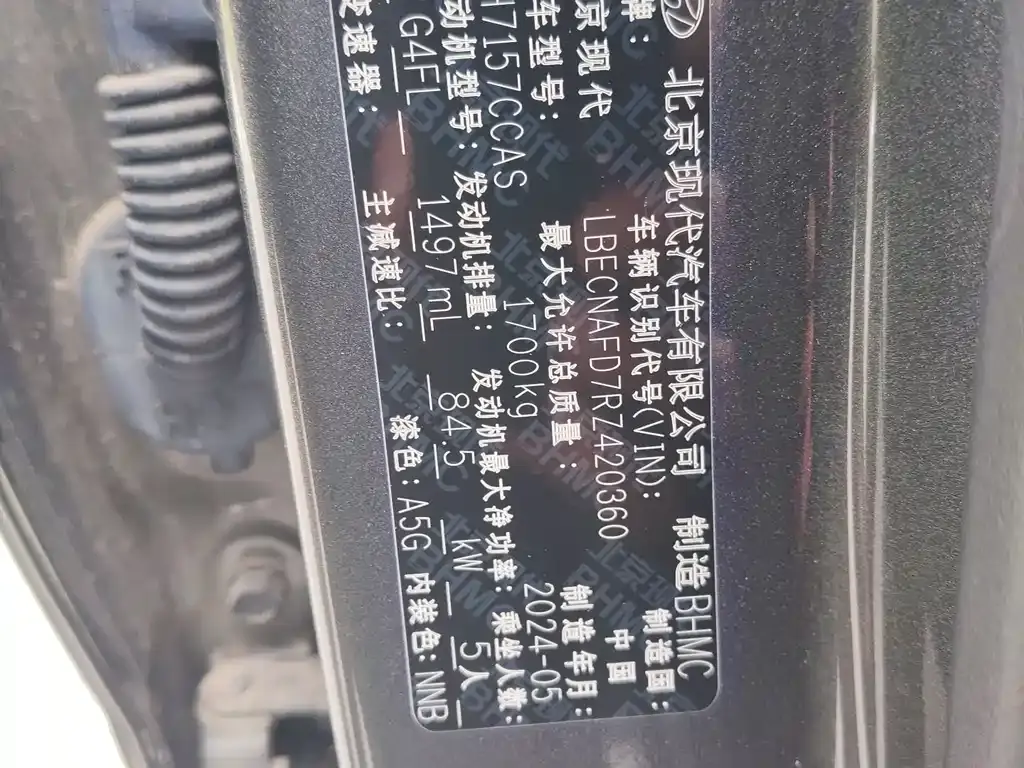 北京现代汽车有限公司 制造BHMC
牌: 车辆识别代号(VIN): 制造国:
京现代 LBECNAFD7RZ420360 中国
车型号: 最大允许总质量: 制造年月:
H7157CCAS 1700kg 2024-05
动机型号: 发动机排量: 发动机最大净功率: 乘坐人数:
G4FL 1497mL 84.5 kW 5人
变速器: 主减速比: 漆色: A5G 内装色: NNB